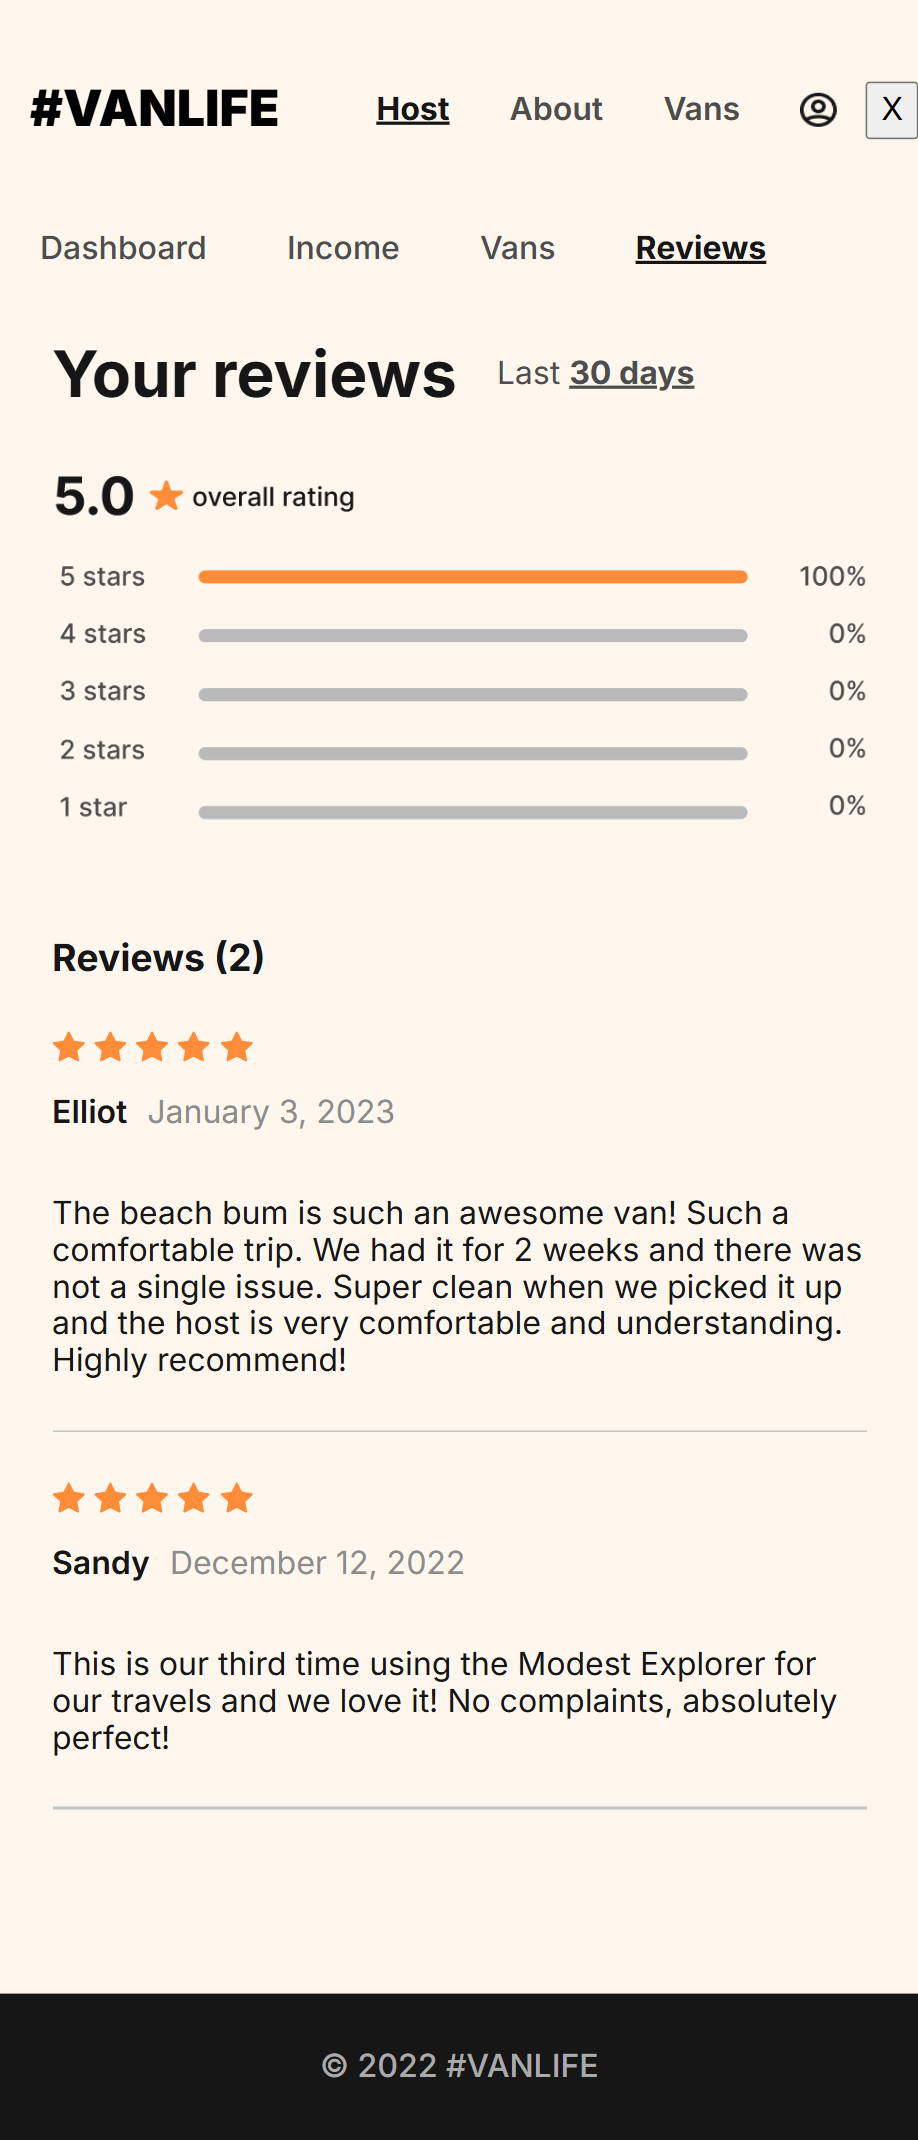 #VANLIFE Host About Vans X
Dashboard Income Vans Reviews
Your reviews Last 30 days
5.0 overall rating
5 stars 100%
4 stars 0%
3 stars 0%
2 stars 0%
1 star 0%
Reviews (2)
Elliot January 3, 2023
The beach bum is such an awesome van! Such a
comfortable trip. We had it for 2 weeks and there was
not a single issue. Super clean when we picked it up
and the host is very comfortable and understanding.
Highly recommend!
Sandy December 12, 2022
This is our third time using the Modest Explorer for
our travels and we love it! No complaints, absolutely
perfect!
© 2022 #VANLIFE